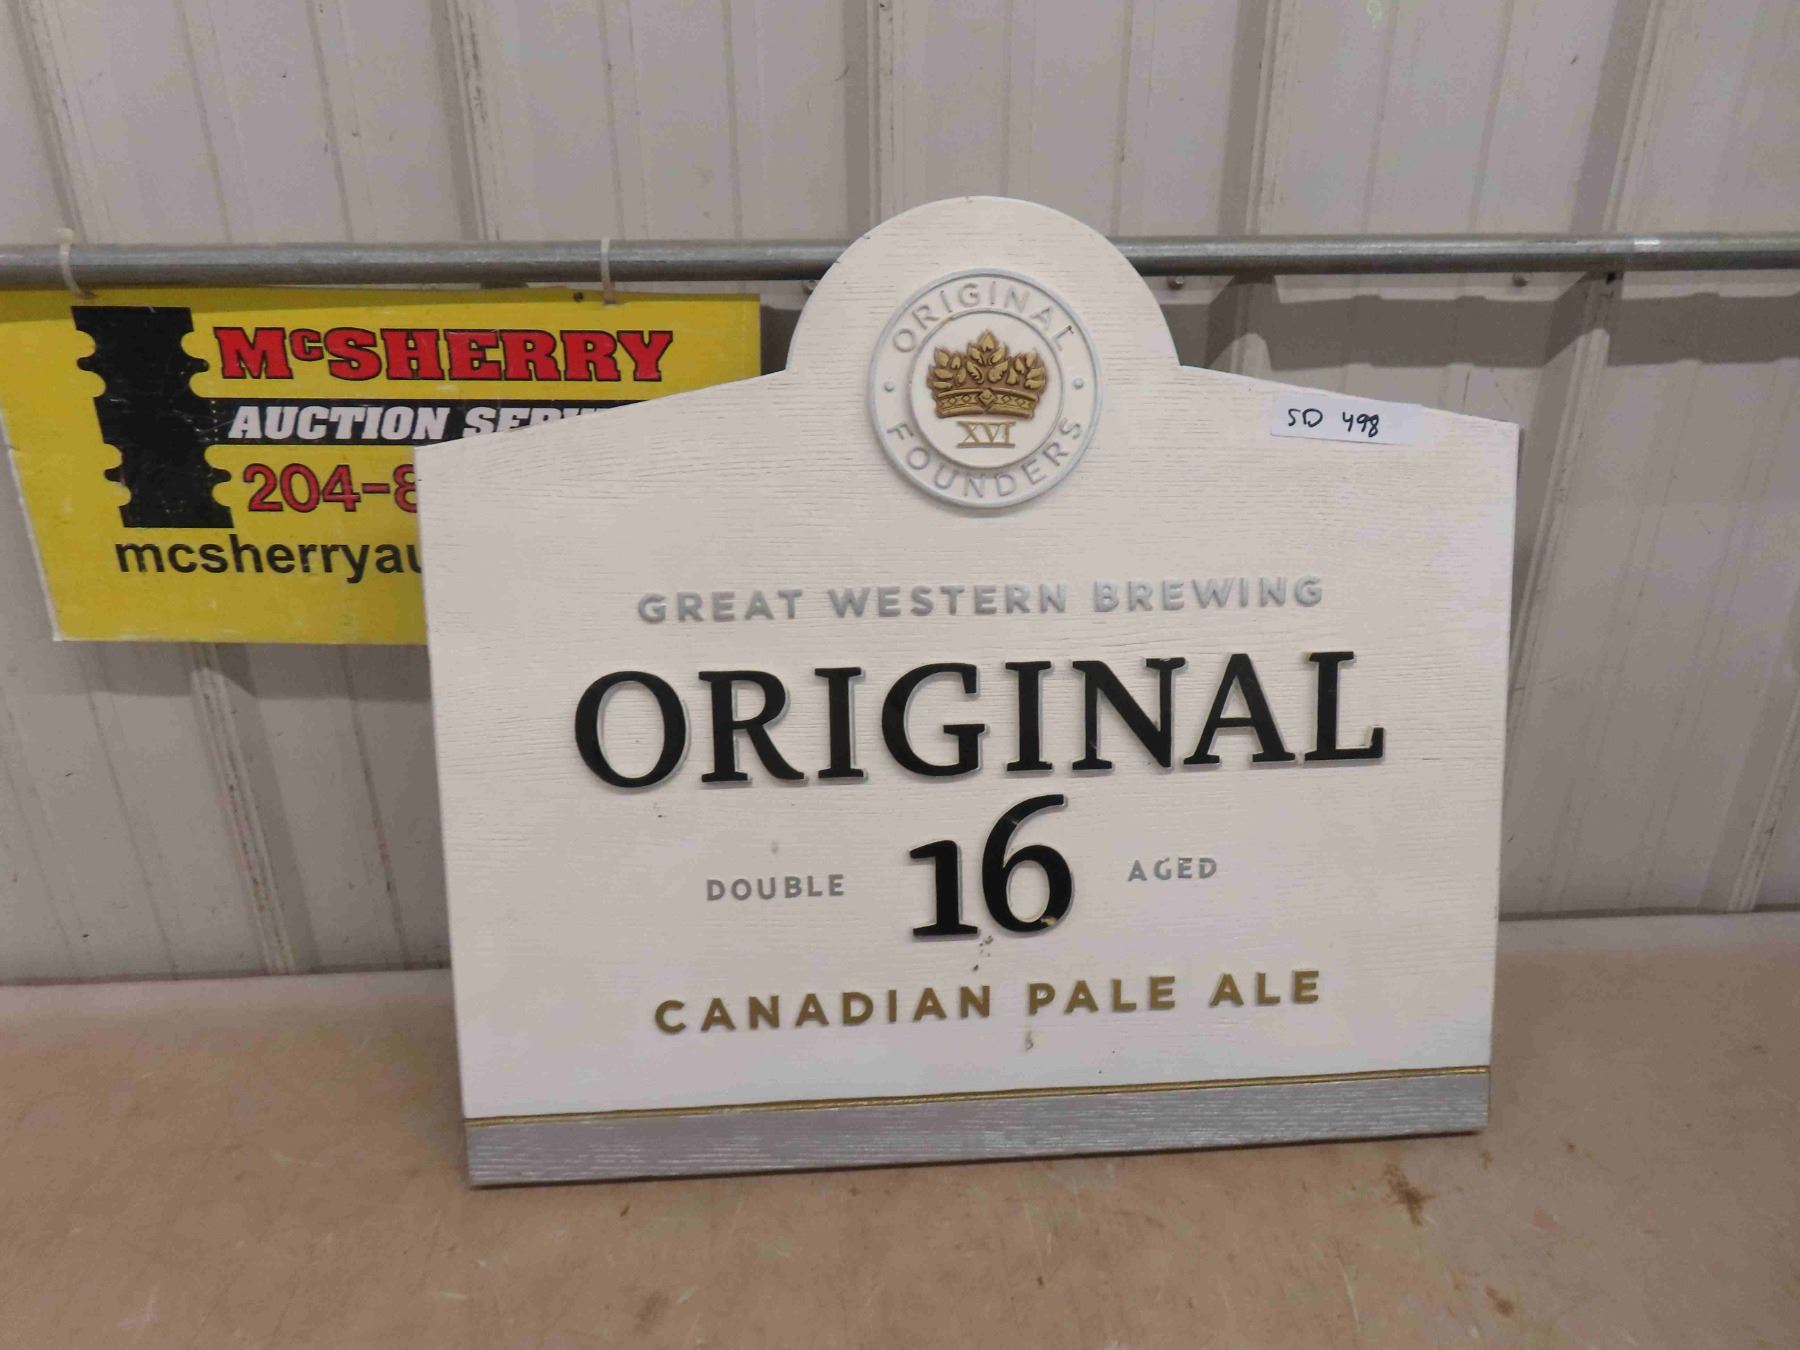 McSHERRY
AUCTION
204-8
mcsherryau
ORIGINAL
XVI
FOUNDERS
SD 498
GREAT WESTERN BREWING
ORIGINAL
DOUBLE 16 AGED
CANADIAN PALE ALE